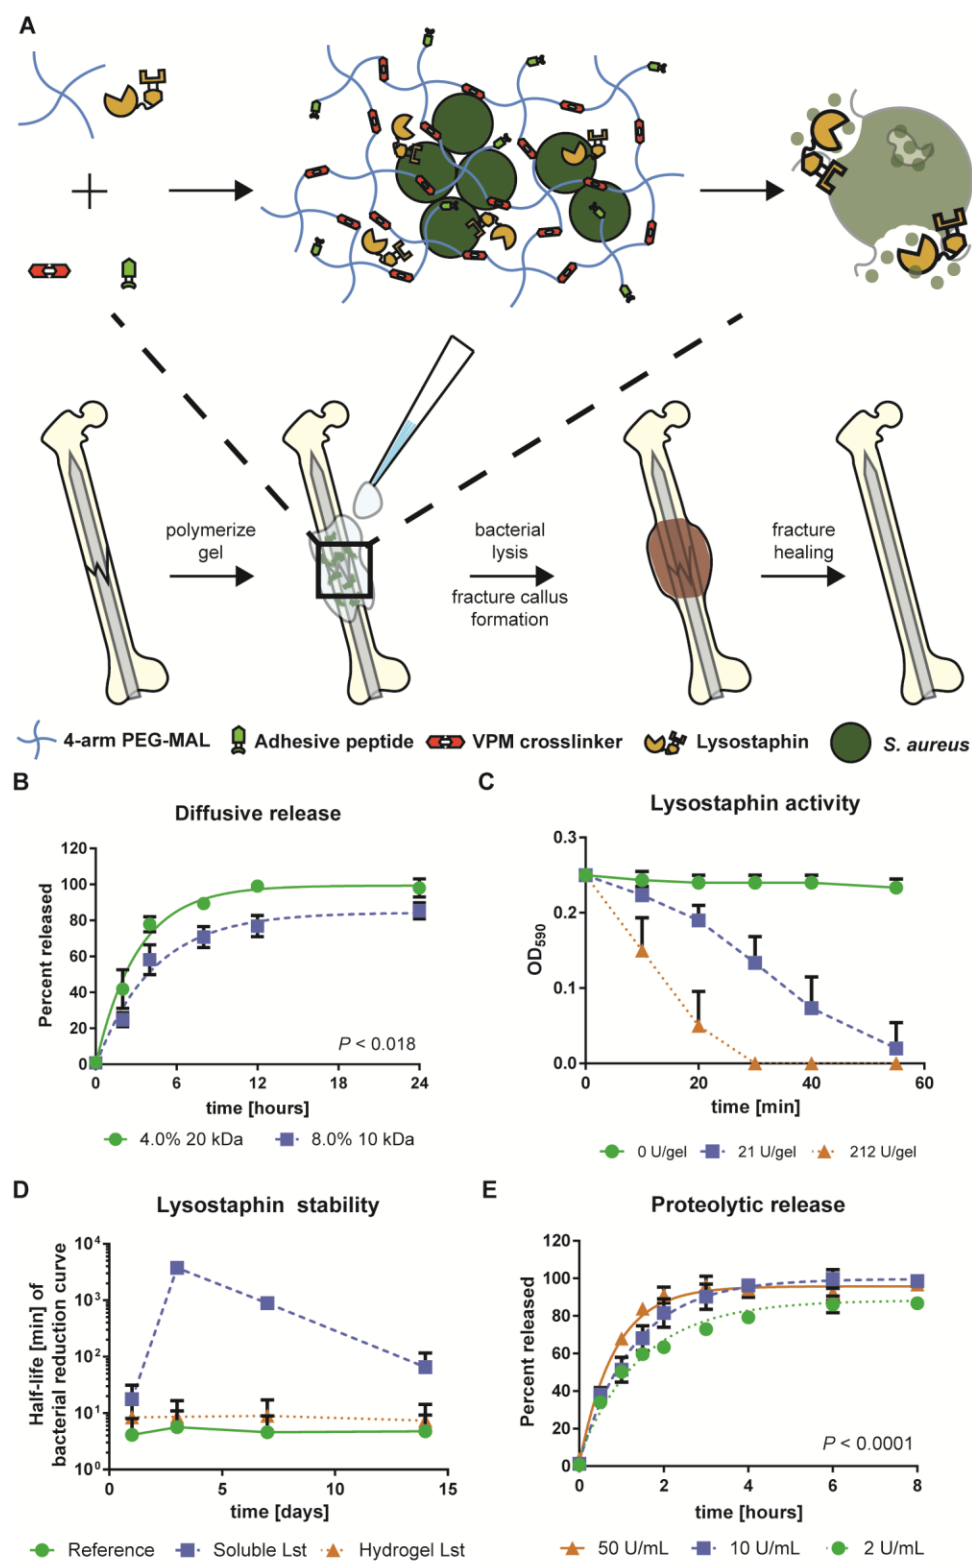 A
polymerize
gel
bacterial
lysis
fracture callus
formation
fracture
healing
4-arm PEG-MAL
Adhesive peptide
VPM crosslinker
Lysostaphin
S. aureus
B
Diffusive release
Percent released
120
100
80
60
40
20
0
0 6 12 18 24
P < 0.018
time [hours]
4.0% 20 kDa
8.0% 10 kDa
C
Lysostaphin activity
OD590
0.3
0.2
0.1
0.0
0 20 40 60
time [min]
0 U/gel
21 U/gel
212 U/gel
D
Lysostaphin stability
Half-life [min] of
bacterial reduction curve
10^4
10^3
10^2
10^1
10^0
0 5 10 15
time [days]
Reference
Soluble Lst
Hydrogel Lst
E
Proteolytic release
Percent released
120
100
80
60
40
20
0
0 2 4 6 8
P < 0.0001
time [hours]
50 U/mL
10 U/mL
2 U/mL